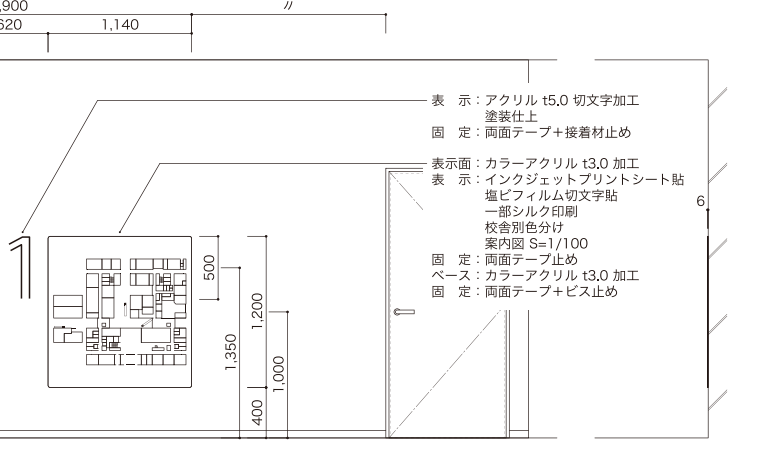 ,900
〃
620
1,140
表　示：アクリル t5.0 切文字加工
塗装仕上
固　定：両面テープ＋接着材止め
表示面：カラーアクリル t3.0 加工
表　示：インクジェットプリントシート貼
塩ビフィルム切文字貼
一部シルク印刷
校舎別色分け
案内図 S=1/100
固　定：両面テープ止め
ベース：カラーアクリル t3.0 加工
固　定：両面テープ＋ビス止め
6
1
500
1,200
1,350
1,000
400